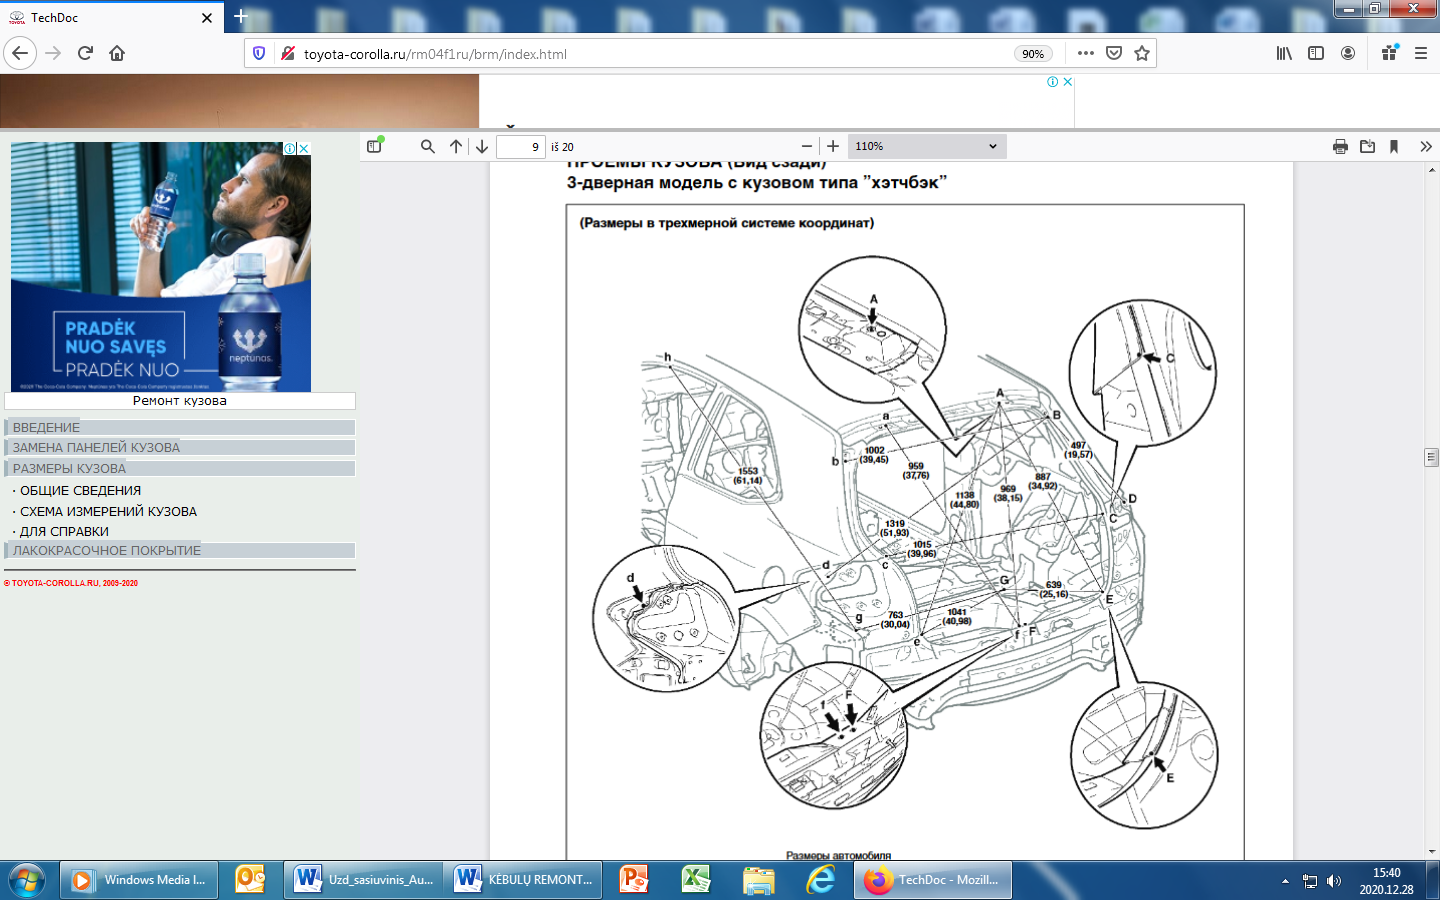 TechDoc
toyota-corolla.ru/rm04f1ru/brm/index.html
90%
9
iš 20
110%
PRADĖK
NUO SAVĘS
PRADĖK NUO
neptūnas.
Ремонт кузова
ВВЕДЕНИЕ
ЗАМЕНА ПАНЕЛЕЙ КУЗОВА
РАЗМЕРЫ КУЗОВА
· ОБЩИЕ СВЕДЕНИЯ
· СХЕМА ИЗМЕРЕНИЙ КУЗОВА
· ДЛЯ СПРАВКИ
ЛАКОКРАСОЧНОЕ ПОКРЫТИЕ
© TOYOTA-COROLLA.RU, 2009-2020
ПРОЕМЫ КУЗОВА (Вид сзади)
3-дверная модель с кузовом типа ”хэтчбэк”
(Размеры в трехмерной системе координат)
A
C
h
A
a
B
b
1002
(39,45)
497
(19,57)
959
(37,76)
1553
(61,14)
887
(34,92)
969
(38,15)
1138
(44,80)
D
C
1319
(51,93)
1015
(39,96)
d
c
d
G
639
(25,16)
E
763
(30,04)
1041
(40,98)
g
e
f
F
f
F
E
Размеры автомобиля
Windows Media I...
Uzd_sasiuvinis_Au...
KĖBULŲ REMONT...
TechDoc - Mozill...
15:40
2020.12.28